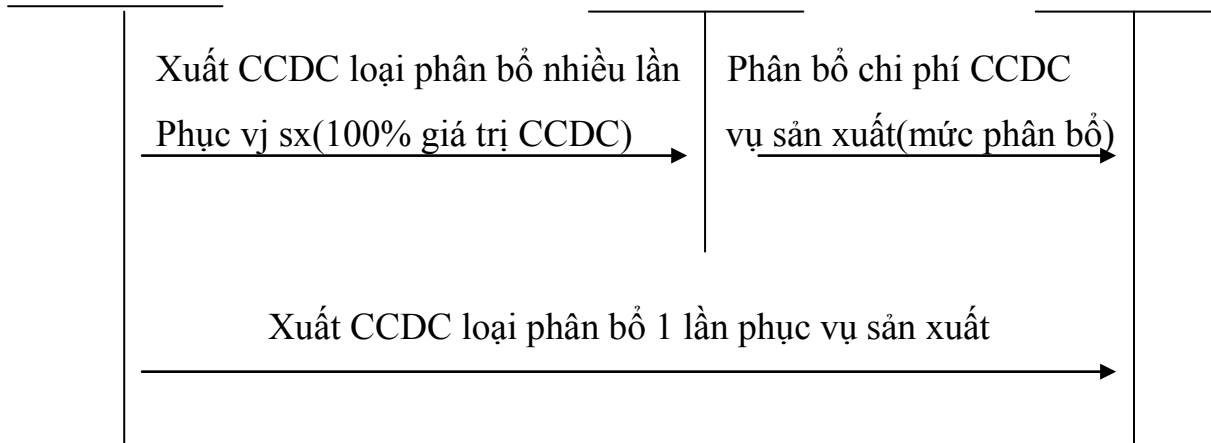 Xuất CCDC loại phân bổ nhiều lần
Phục vj sx(100% giá trị CCDC)
Phân bổ chi phí CCDC
vụ sản xuất(mức phân bổ)
Xuất CCDC loại phân bổ 1 lần phục vụ sản xuất